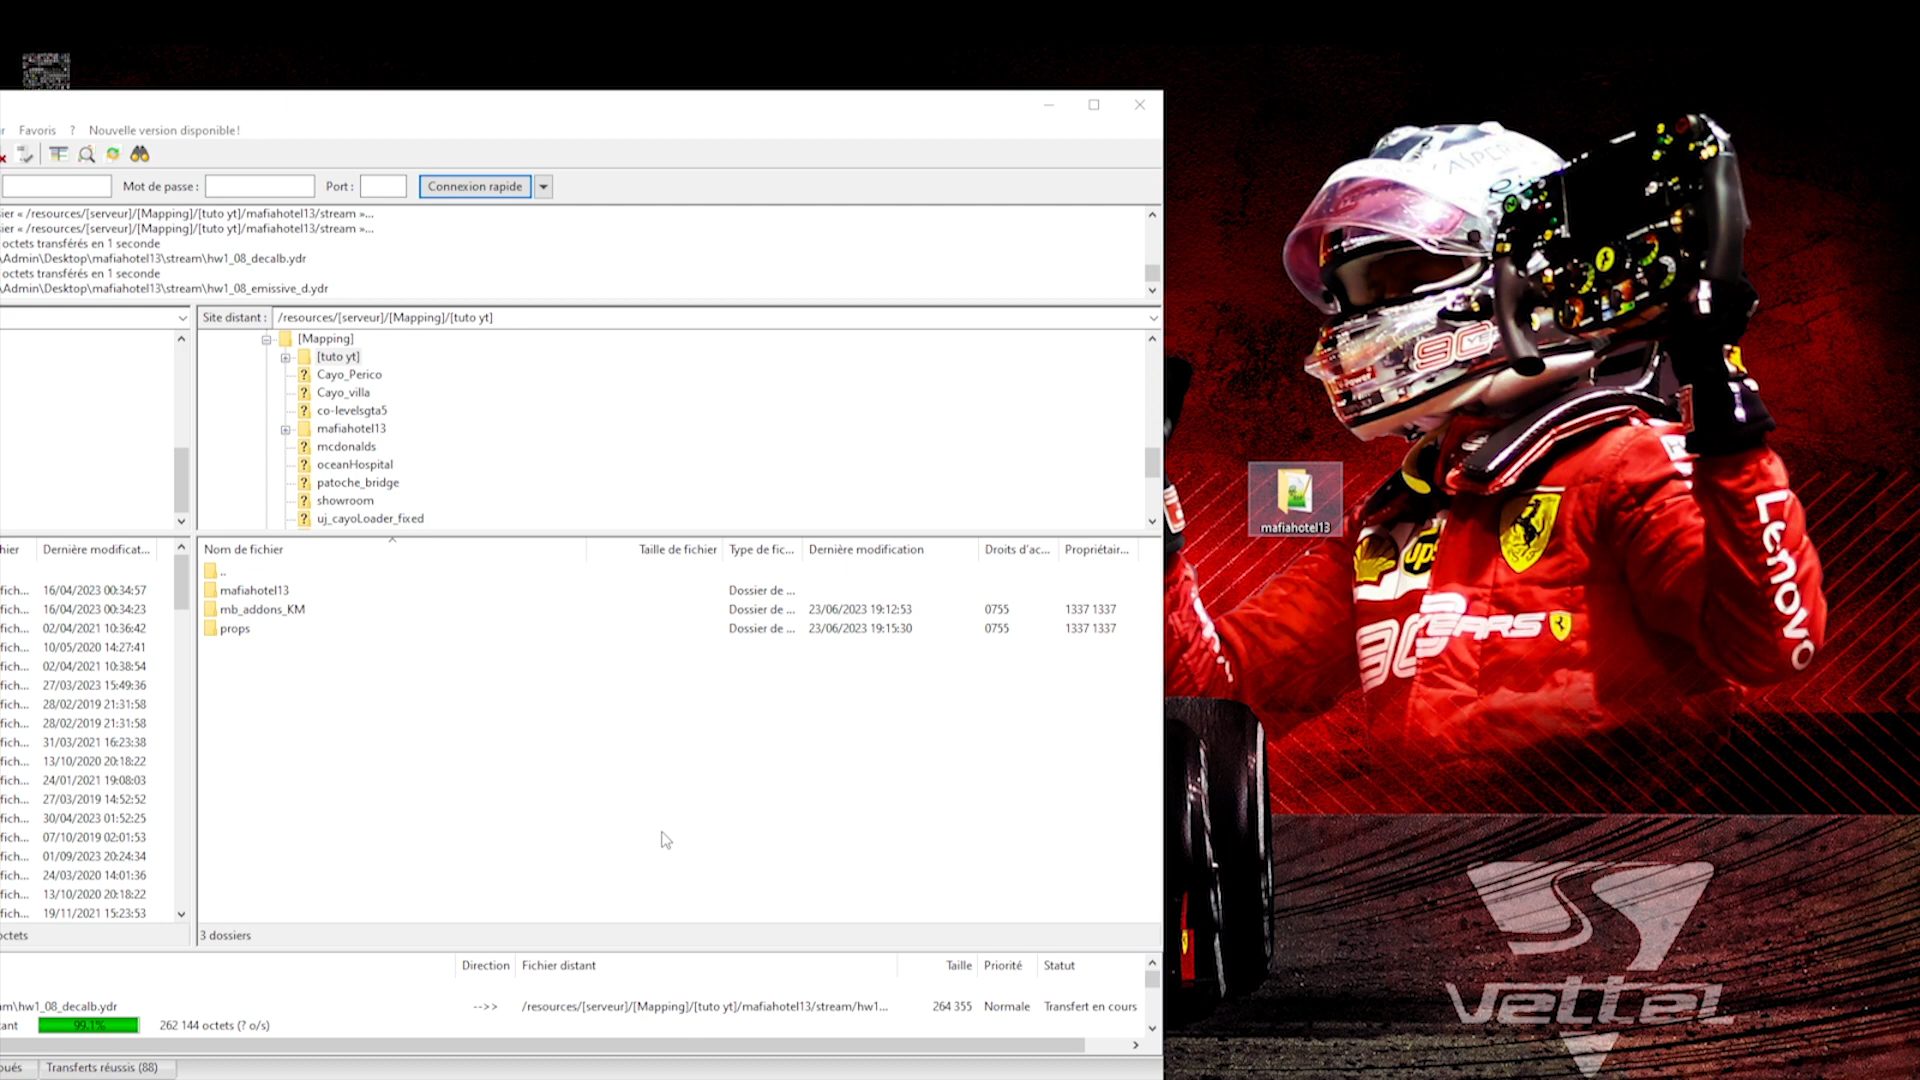 Favoris ? Nouvelle version disponible!
Mot de passe : Port : Connexion rapide
ier « /resources/[serveur]/[Mapping]/[tuto yt]/mafiahotel13/stream »...
ier « /resources/[serveur]/[Mapping]/[tuto yt]/mafiahotel13/stream »...
octets transférés en 1 seconde
\Admin\Desktop\mafiahotel13\stream\hw1_08_decalb.ydr
octets transférés en 1 seconde
\Admin\Desktop\mafiahotel13\stream\hw1_08_emissive_d.ydr
Site distant : /resources/[serveur]/[Mapping]/[tuto yt]
[Mapping]
[tuto yt]
Cayo_Perico
Cayo_villa
co-levelsgta5
mafiahotel13
mcdonalds
oceanHospital
patoche_bridge
showroom
uj_cayoLoader_fixed
hier Dernière modificat...
fich... 16/04/2023 00:34:57
fich... 16/04/2023 00:34:23
fich... 02/04/2021 10:36:42
fich... 10/05/2020 14:27:41
fich... 02/04/2021 10:38:54
fich... 27/03/2023 15:49:36
fich... 28/02/2019 21:31:58
fich... 28/02/2019 21:31:58
fich... 31/03/2021 16:23:38
fich... 13/10/2020 20:18:22
fich... 24/01/2021 19:08:03
fich... 27/03/2019 14:52:52
fich... 30/04/2023 01:52:25
fich... 07/10/2019 02:01:53
fich... 01/09/2023 20:24:34
fich... 24/03/2020 14:01:36
fich... 13/10/2020 20:18:22
fich... 19/11/2021 15:23:53
octets
Nom de fichier Taille de fichier Type de fic... Dernière modification Droits d'ac... Propriétair...
..
mafiahotel13 Dossier de ...
mb_addons_KM Dossier de ... 23/06/2023 19:12:53 0755 1337 1337
props Dossier de ... 23/06/2023 19:15:30 0755 1337 1337
3 dossiers
Direction Fichier distant Taille Priorité Statut
am\hw1_08_decalb.ydr -->> /resources/[serveur]/[Mapping]/[tuto yt]/mafiahotel13/stream/hw1... 264 355 Normale Transfert en cours
tant 99.1% 262 144 octets (? o/s)
oués Transferts réussis (88)
mafiahotel13
90
ups
Lenovo
90 YEARS
vettel